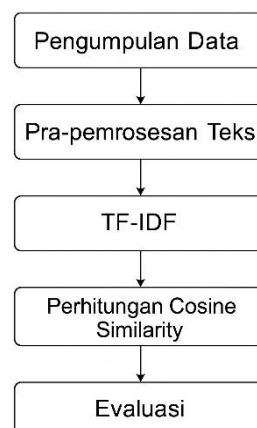 Pengumpulan Data
Pra-pemrosesan Teks
TF-IDF
Perhitungan Cosine
Similarity
Evaluasi